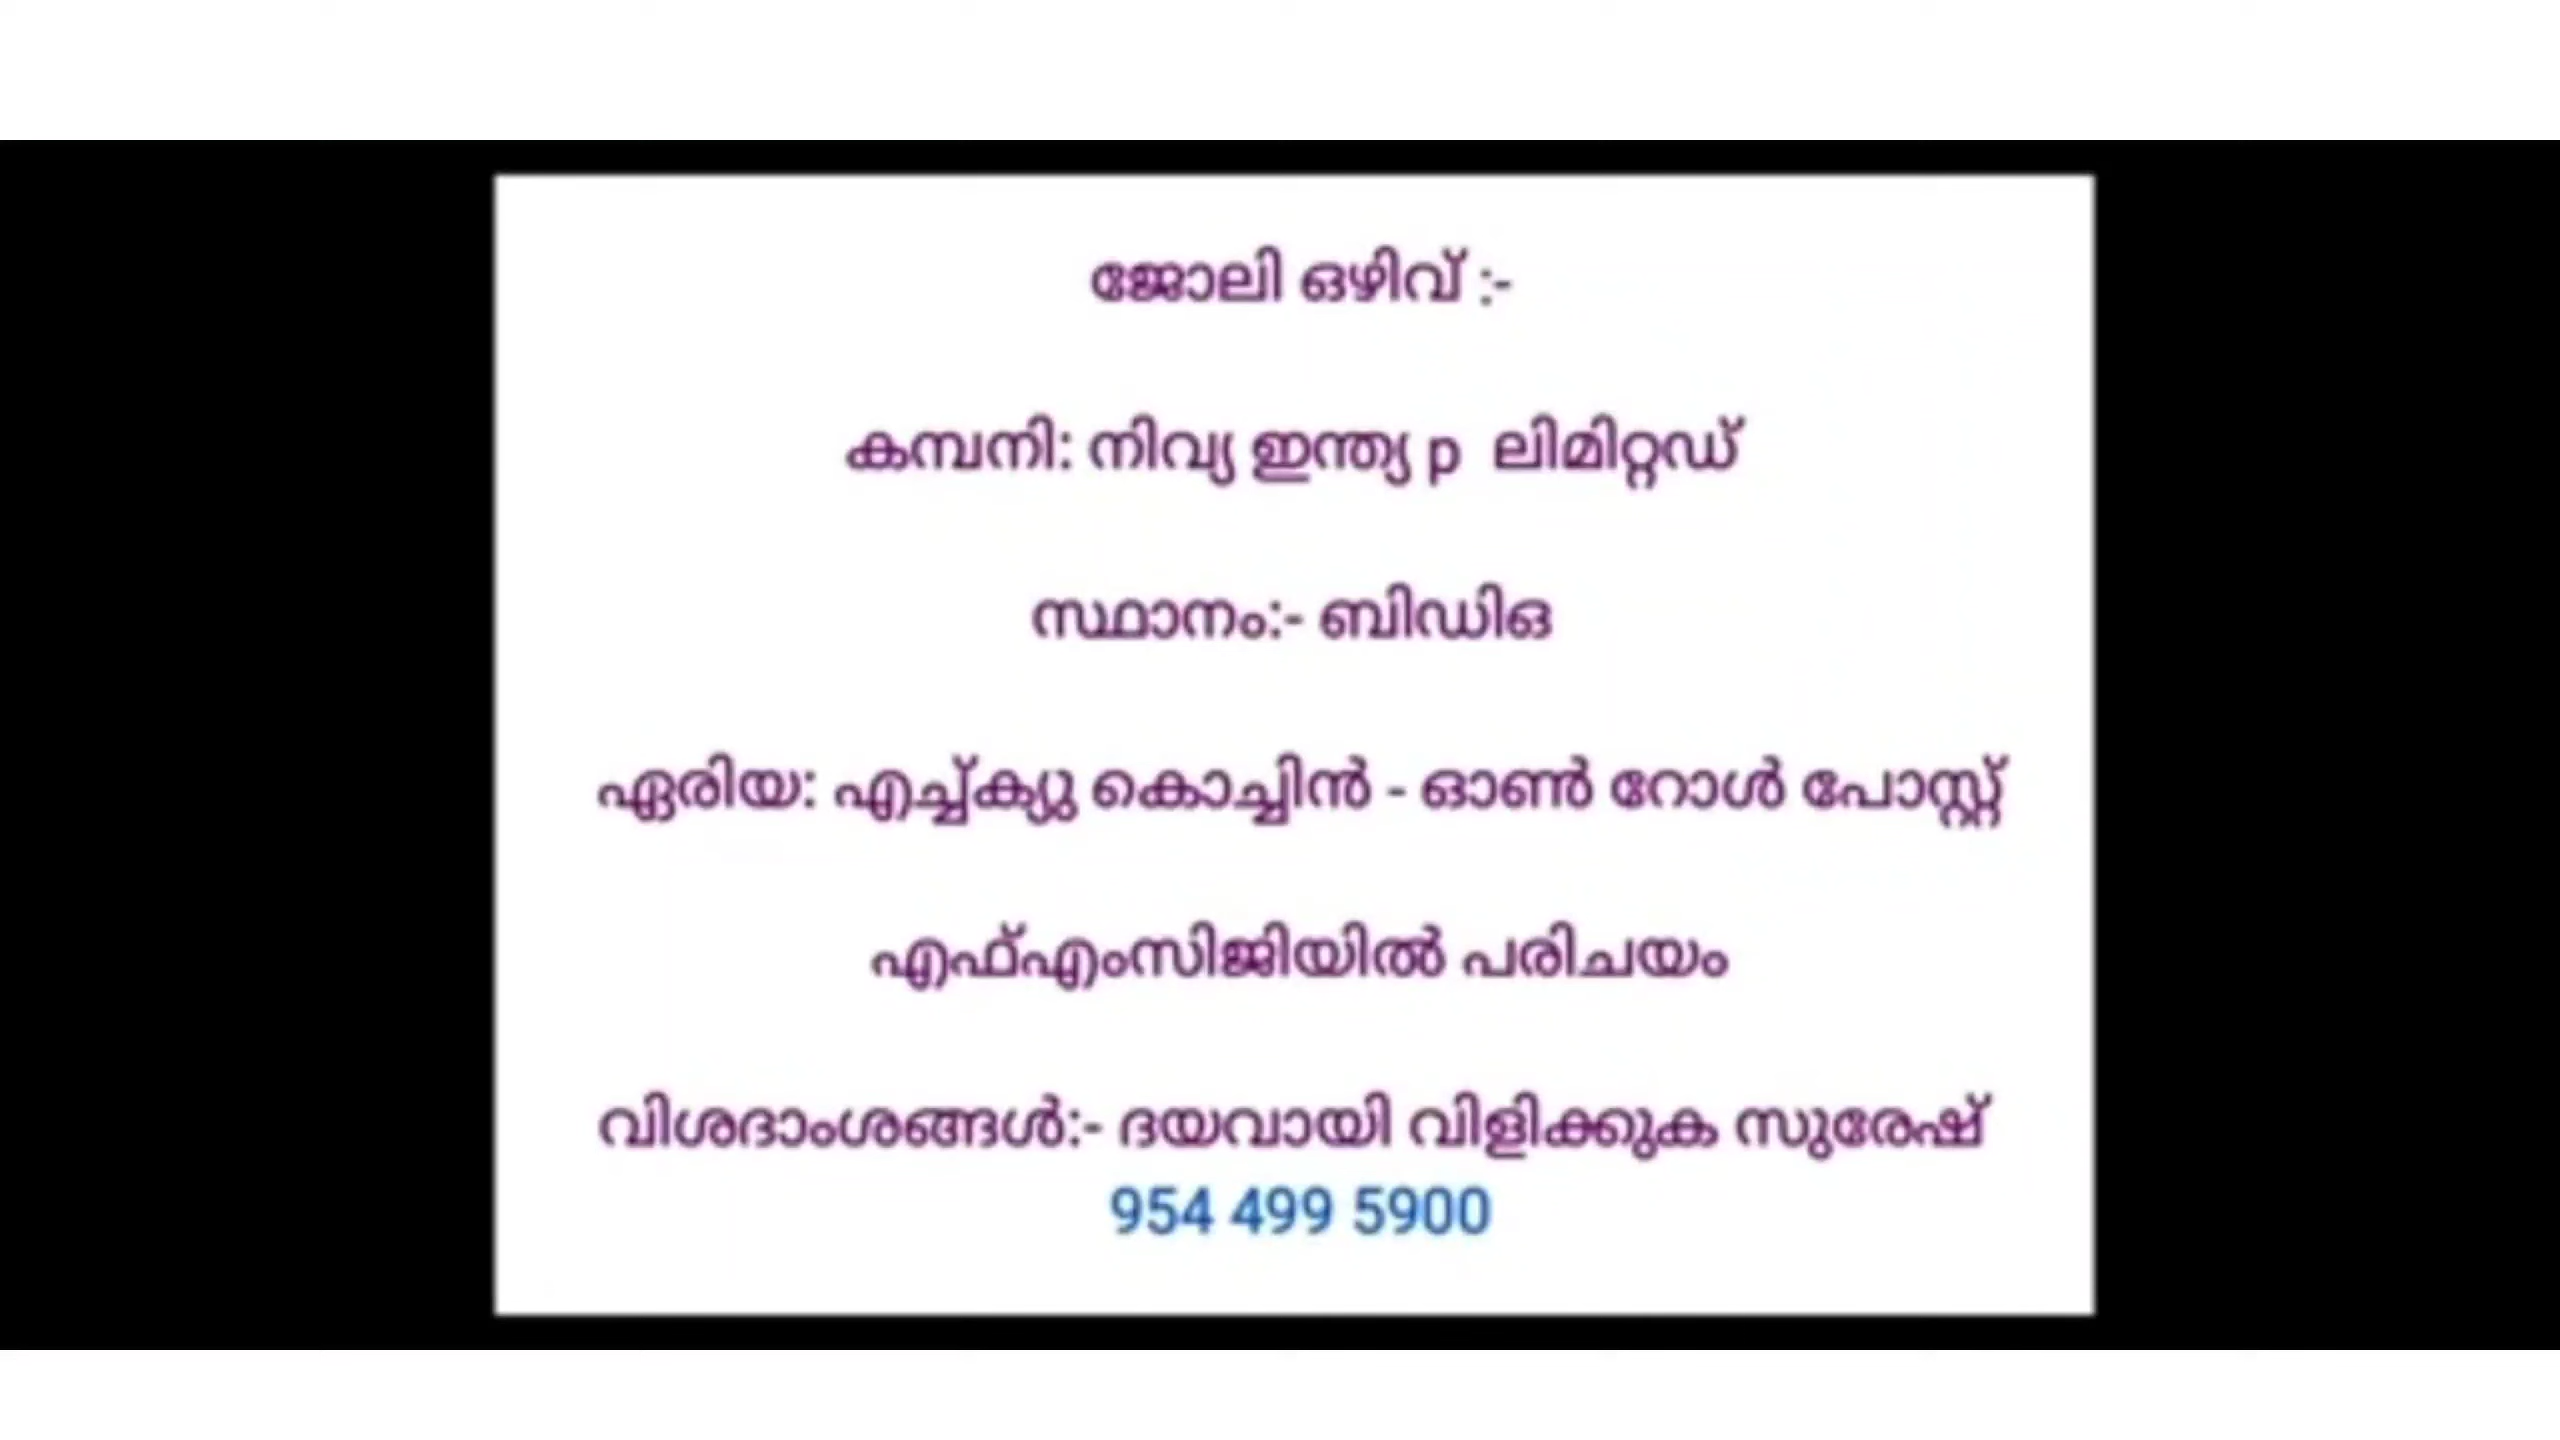 ജോലി ഒഴിവ് :-
കമ്പനി: നിവ്യ ഇന്ത്യ p ലിമിറ്റഡ്
സ്ഥാനം:- ബിഡിഒ
ഏരിയ: എച്ച്ക്യു കൊച്ചിൻ - ഓൺ റോൾ പോസ്റ്റ്
എഫ്എംസിജിയിൽ പരിചയം
വിശദാംശങ്ങൾ:- ദയവായി വിളിക്കുക സുരേഷ്
954 499 5900